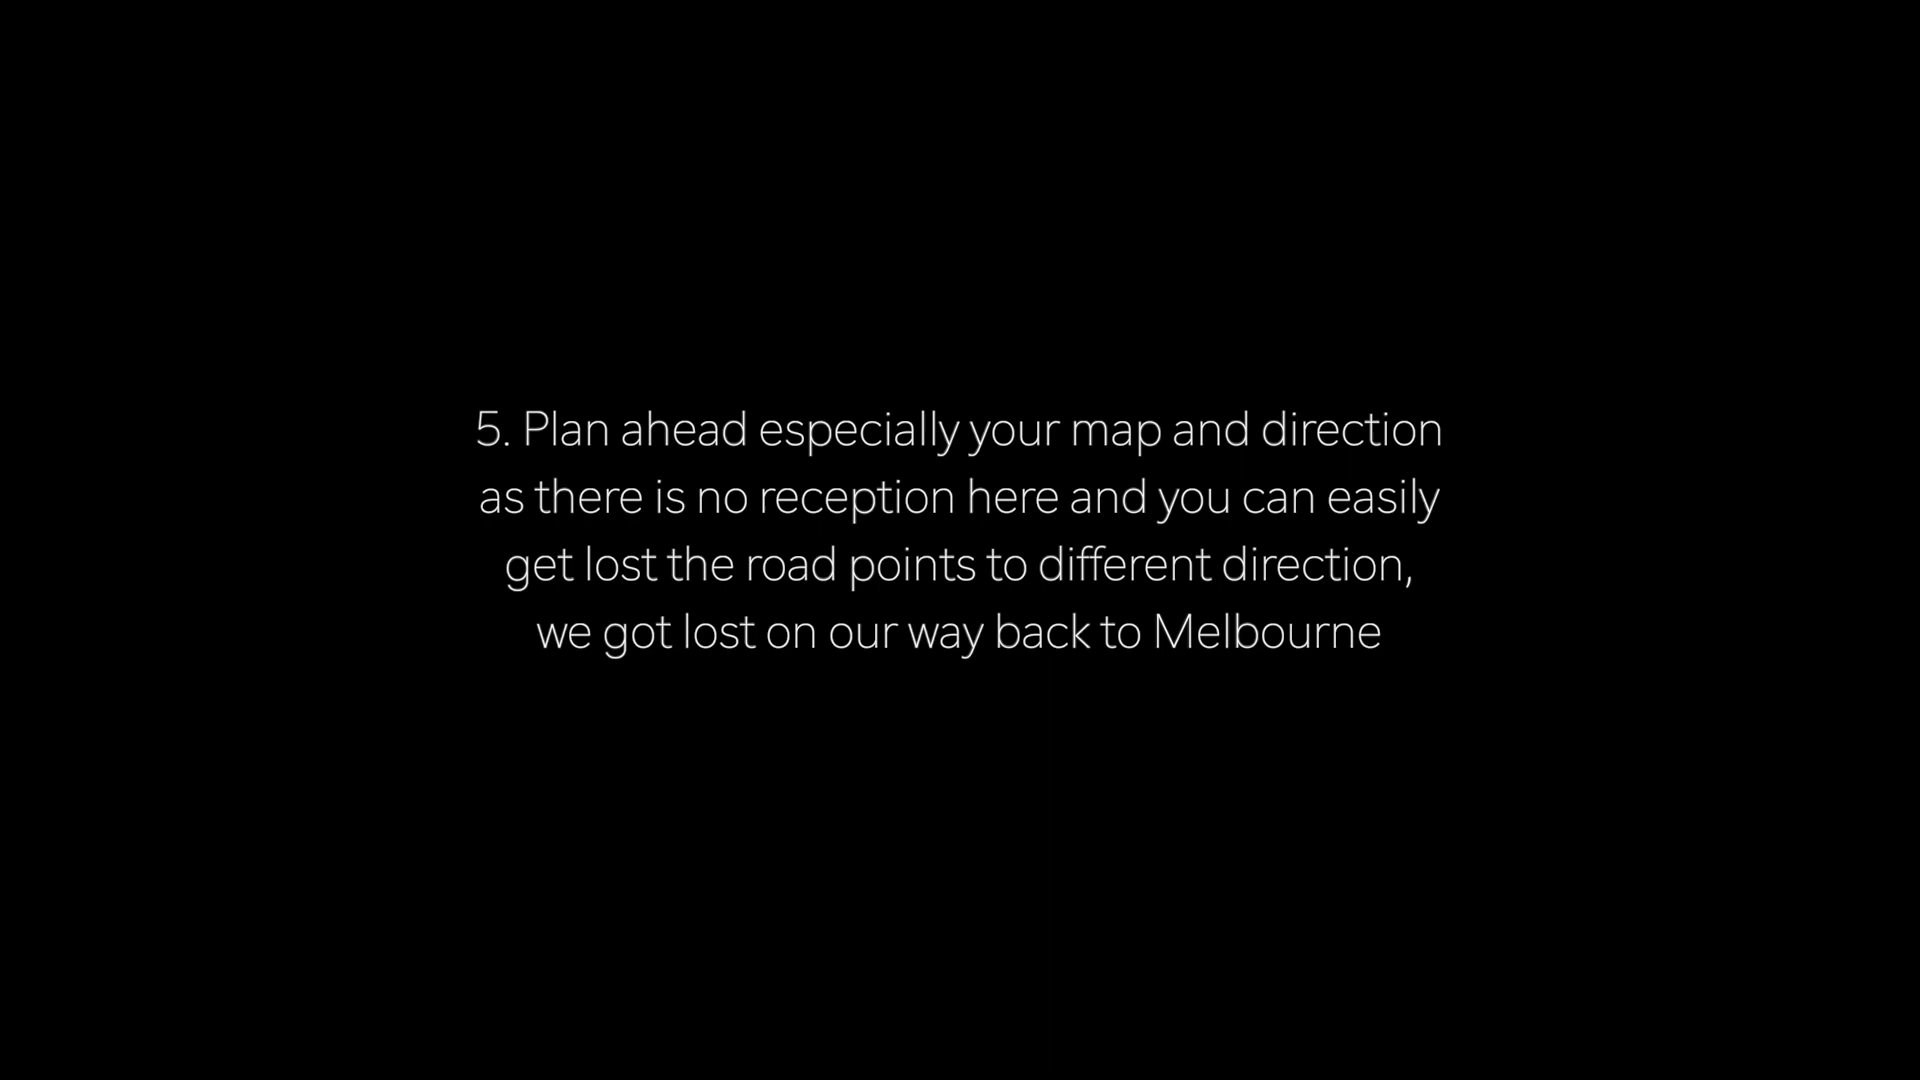 5. Plan ahead especially your map and direction
as there is no reception here and you can easily
get lost the road points to different direction,
we got lost on our way back to Melbourne